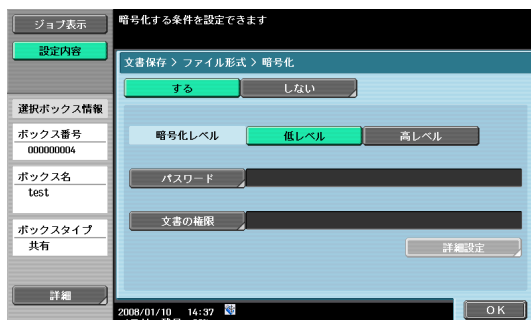 ジョブ表示
設定内容
暗号化する条件を設定できます
文書保存 > ファイル形式 > 暗号化
する
しない
選択ボックス情報
ボックス番号
000000004
ボックス名
test
ボックスタイプ
共有
詳細
暗号化レベル
低レベル
高レベル
パスワード
文書の権限
詳細設定
2008/01/10 14:37
OK